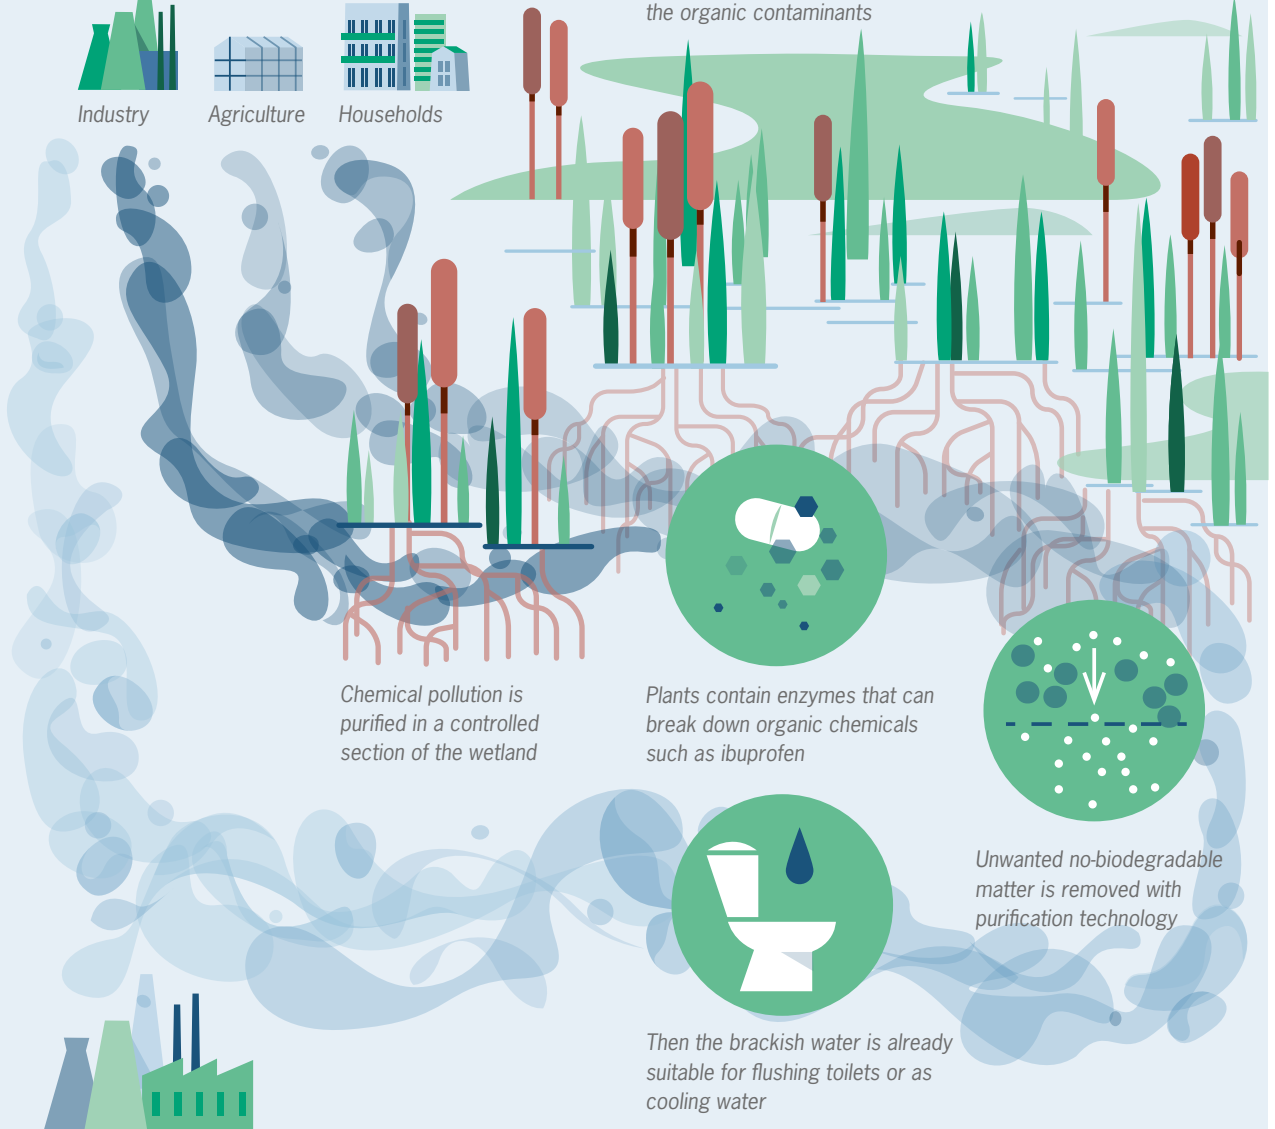 the organic contaminants
Industry
Agriculture
Households
Chemical pollution is
purified in a controlled
section of the wetland
Plants contain enzymes that can
break down organic chemicals
such as ibuprofen
Unwanted no-biodegradable
matter is removed with
purification technology
Then the brackish water is already
suitable for flushing toilets or as
cooling water